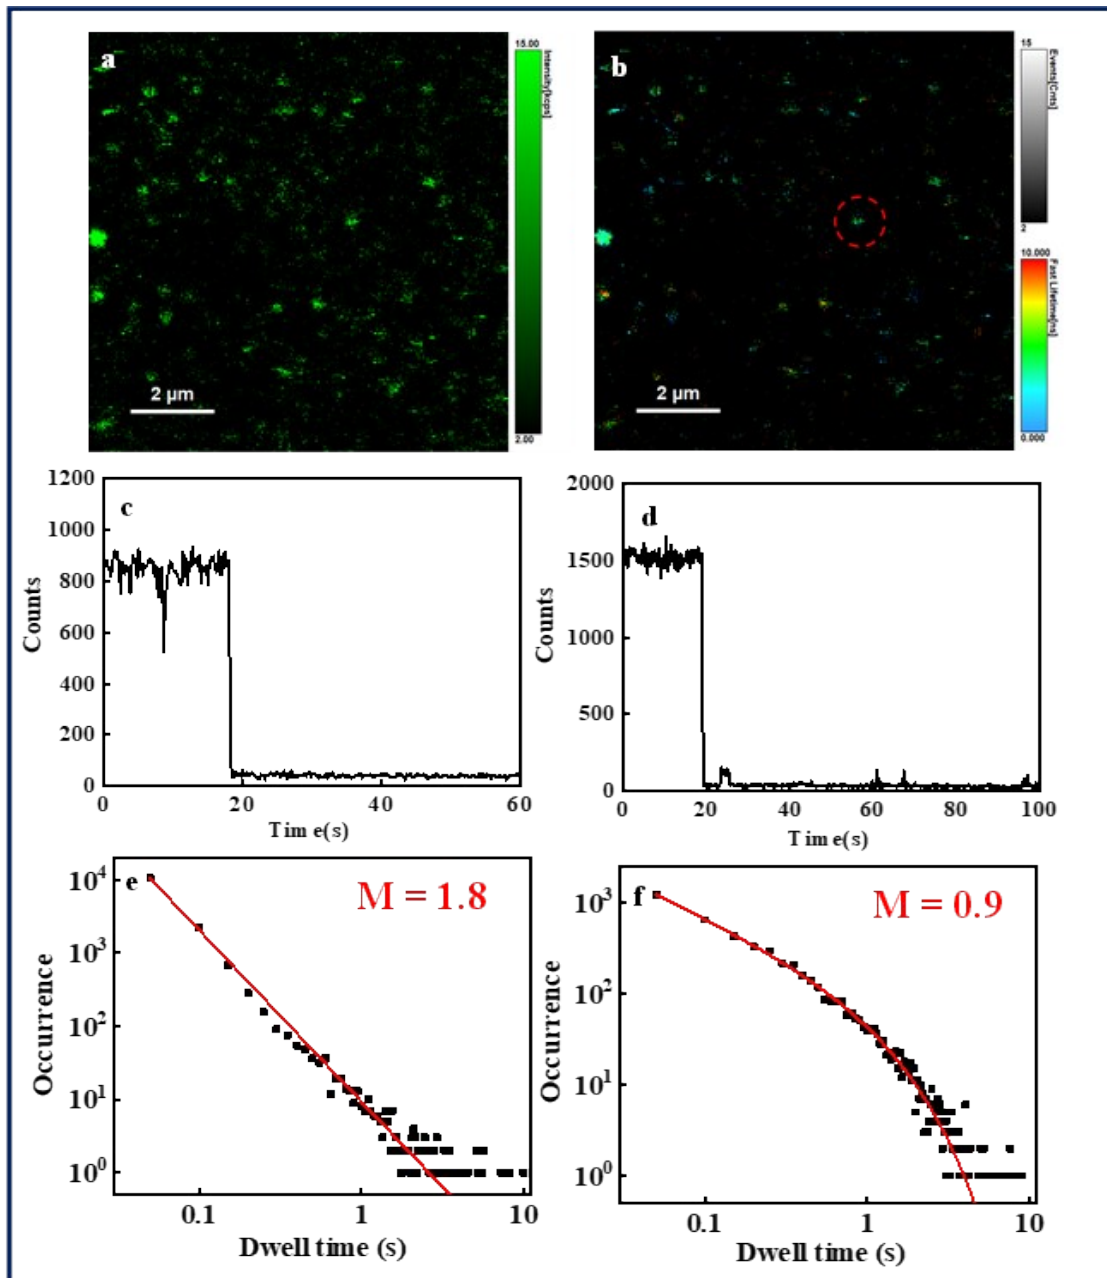 a
15.00
Intensity[kcps]
2.00
2 µm
b
15
Events[Cnts]
2
10.000
Fast Lifetime[ns]
0.000
2 µm
c
1200
1000
800
600
400
200
0
Counts
0 20 40 60
Time(s)
d
2000
1500
1000
500
0
Counts
0 20 40 60 80 100
Time(s)
e
M = 1.8
10^4
10^3
10^2
10^1
10^0
Occurrence
0.1 1 10
Dwell time (s)
f
M = 0.9
10^3
10^2
10^1
10^0
Occurrence
0.1 1 10
Dwell time (s)